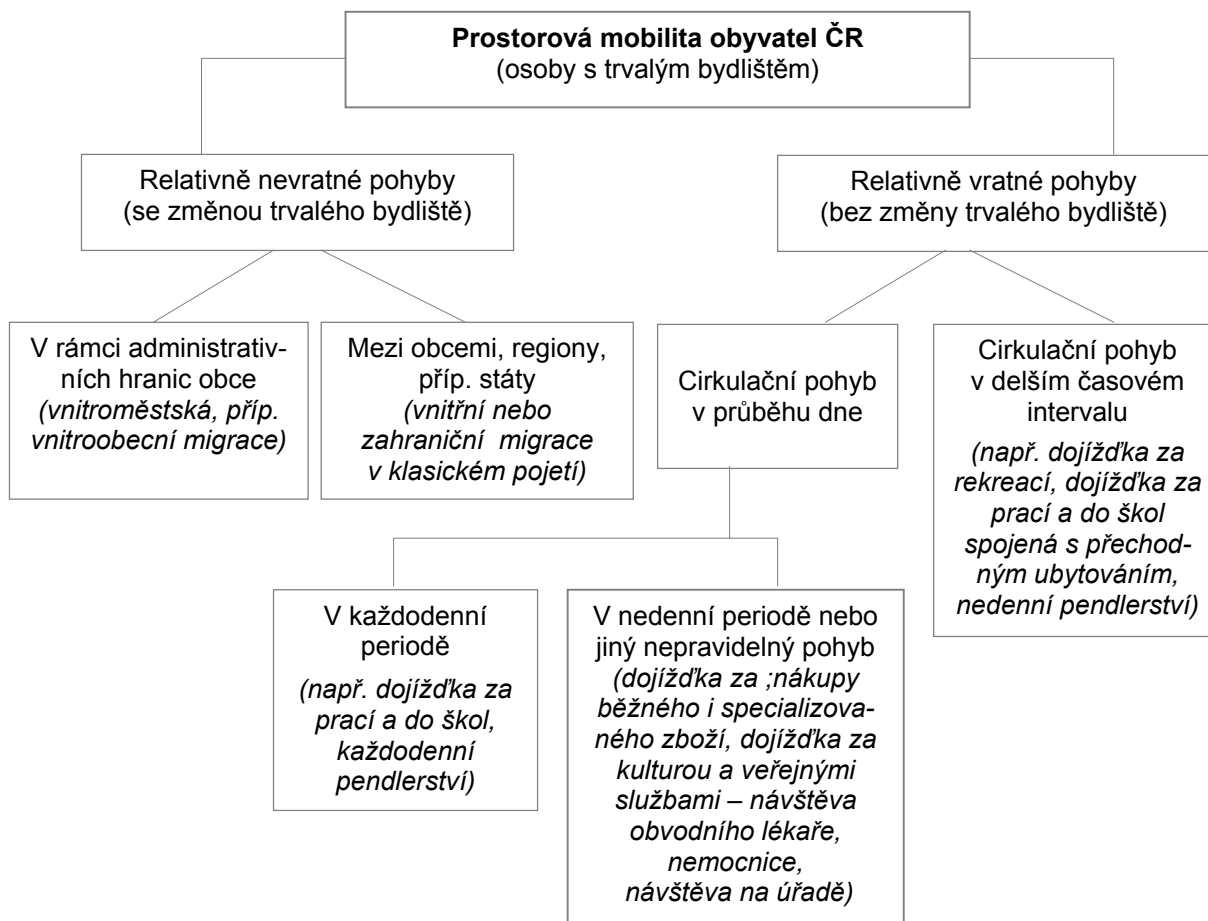 Prostorová mobilita obyvatel ČR
(osoby s trvalým bydlištěm)
Relativně nevratné pohyby
(se změnou trvalého bydliště)
Relativně vratné pohyby
(bez změny trvalého bydliště)
V rámci administrativ-
ních hranic obce
(vnitroměstská, příp.
vnitroobecní migrace)
Mezi obcemi, regiony,
příp. státy
(vnitřní nebo
zahraniční migrace
v klasickém pojetí)
Cirkulační pohyb
v průběhu dne
Cirkulační pohyb
v delším časovém
intervalu
(např. dojížďka za
rekreací, dojížďka za
prací a do škol
spojená s přechod-
ným ubytováním,
nedenní pendlerství)
V každodenní
periodě
(např. dojížďka za
prací a do škol,
každodenní
pendlerství)
V nedenní periodě nebo
jiný nepravidelný pohyb
(dojížďka za ;nákupy
běžného i specializova-
ného zboží, dojížďka za
kulturou a veřejnými
službami – návštěva
obvodního lékaře,
nemocnice,
návštěva na úřadě)